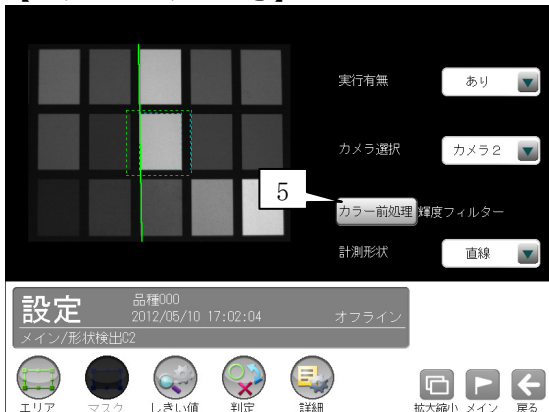 実行有無
あり
カメラ選択
カメラ2
5
カラー前処理 輝度フィルター
計測形状
直線
設定
品種000
2012/05/10 17:02:04
オフライン
メイン/形状検出C2
エリア
マスク
しきい値
判定
詳細
拡大縮小
メイン
戻る